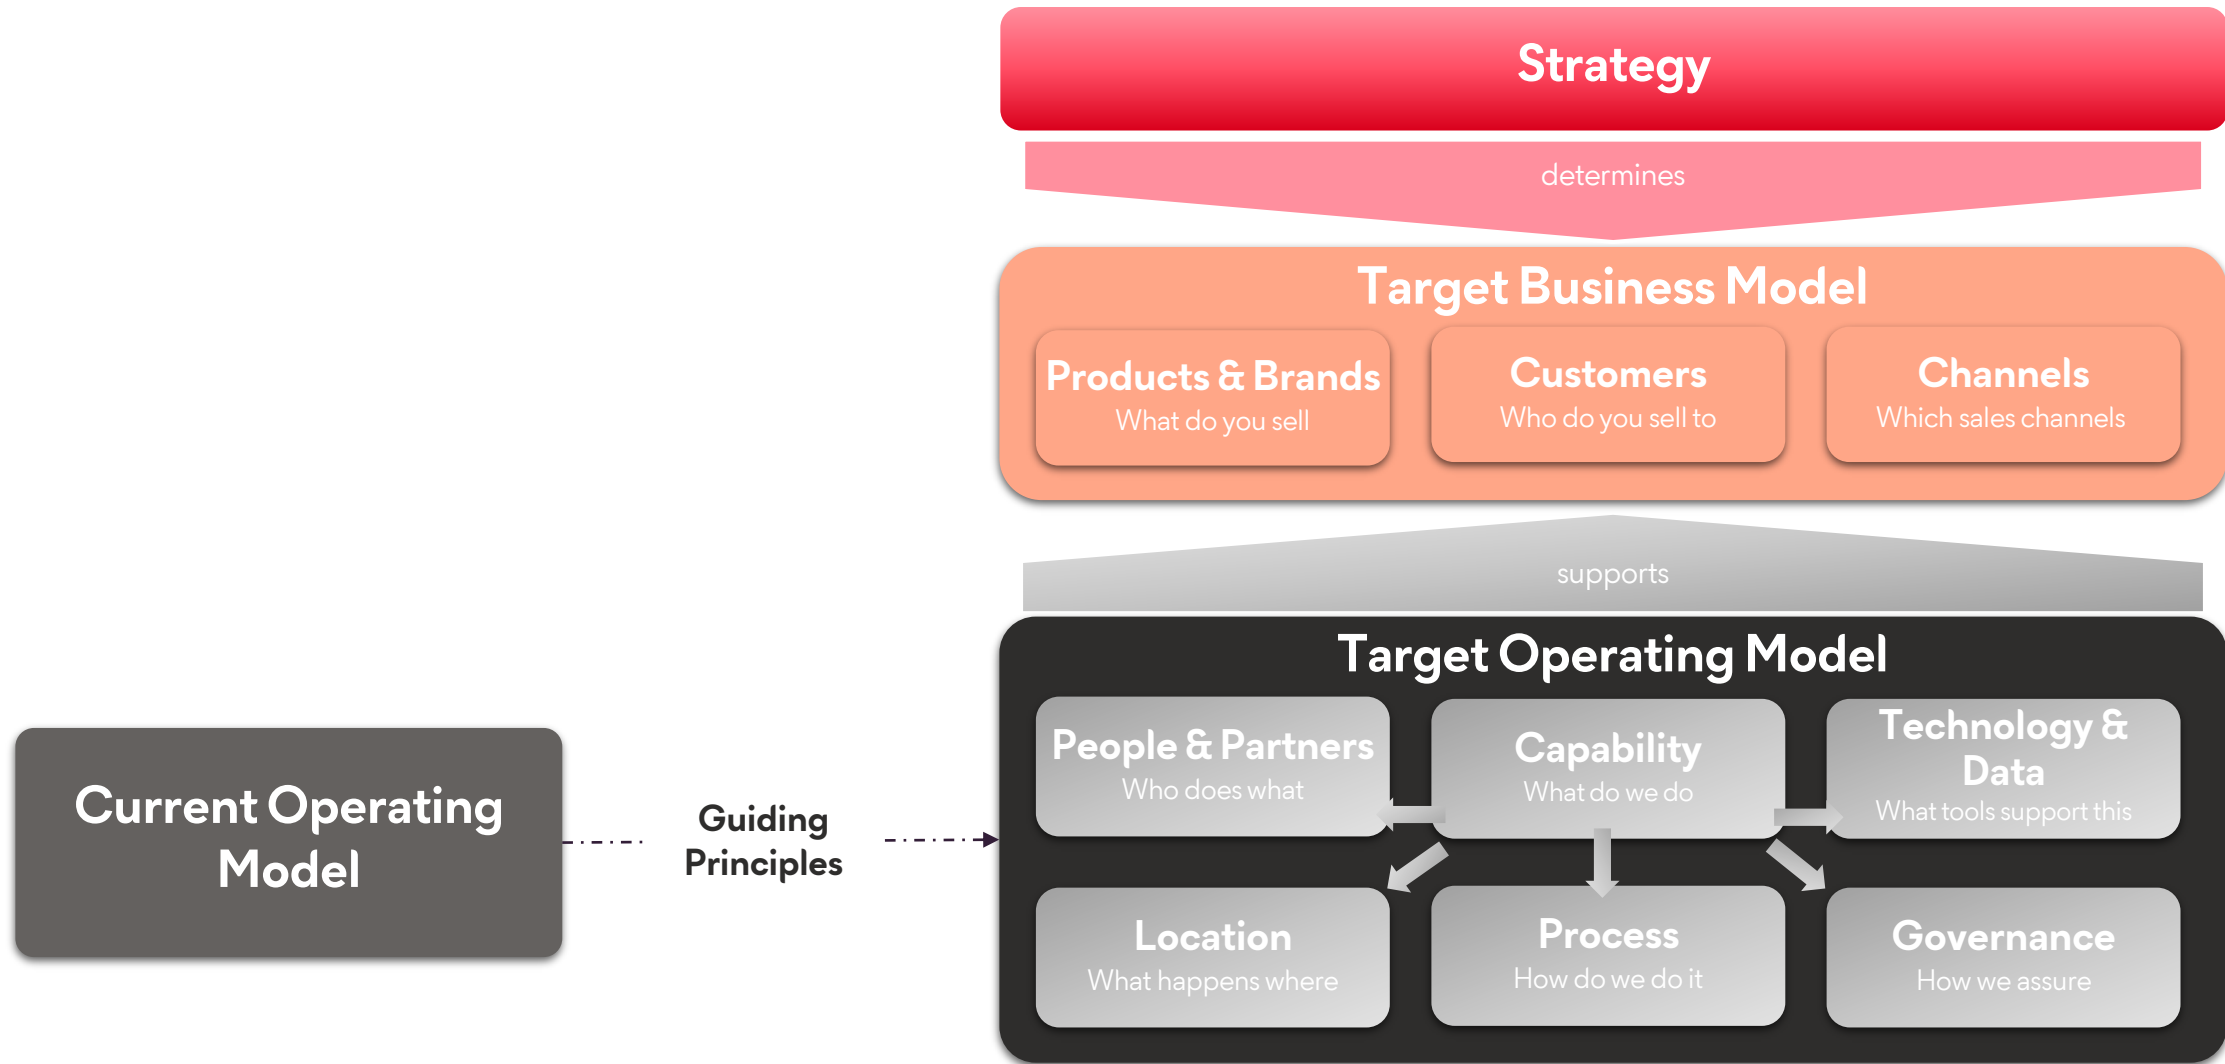 Strategy
determines
Target Business Model
Products & Brands
What do you sell
Customers
Who do you sell to
Channels
Which sales channels
supports
Target Operating Model
People & Partners
Who does what
Capability
What do we do
Technology &
Data
What tools support this
Current Operating
Model
Guiding
Principles
Location
What happens where
Process
How do we do it
Governance
How we assure